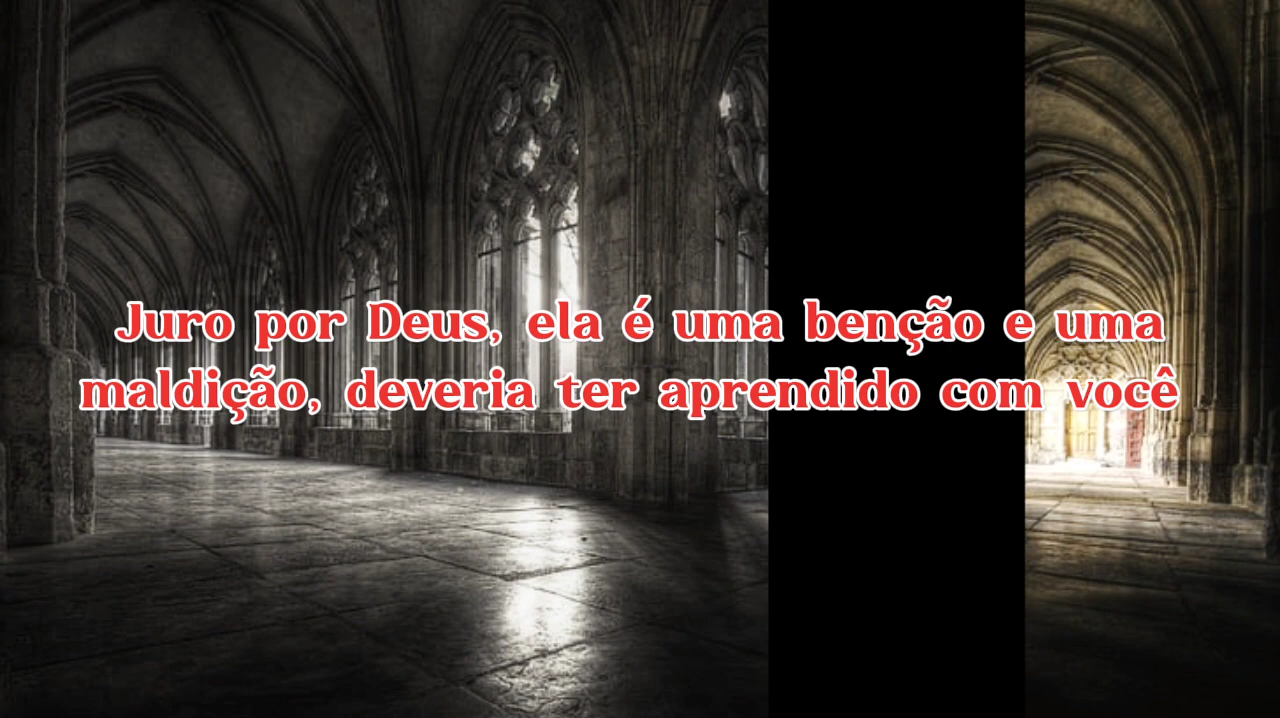 Juro por Deus, ela é uma benção e uma
maldição, deveria ter aprendido com você